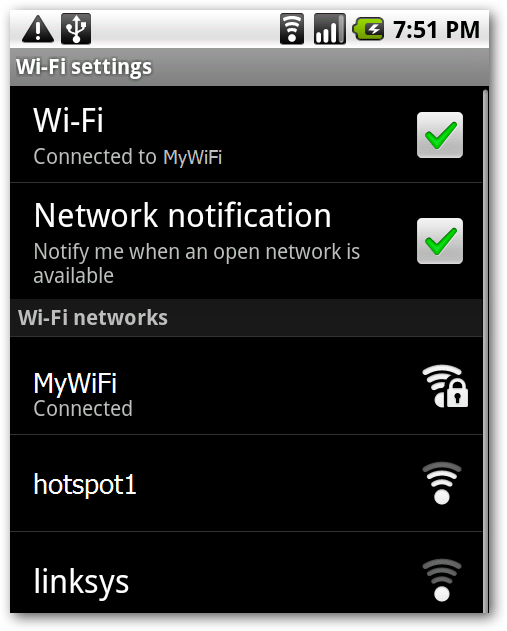 7:51 PM
Wi-Fi settings
Wi-Fi
Connected to MyWiFi
Network notification
Notify me when an open network is
available
Wi-Fi networks
MyWiFi
Connected
hotspot1
linksys